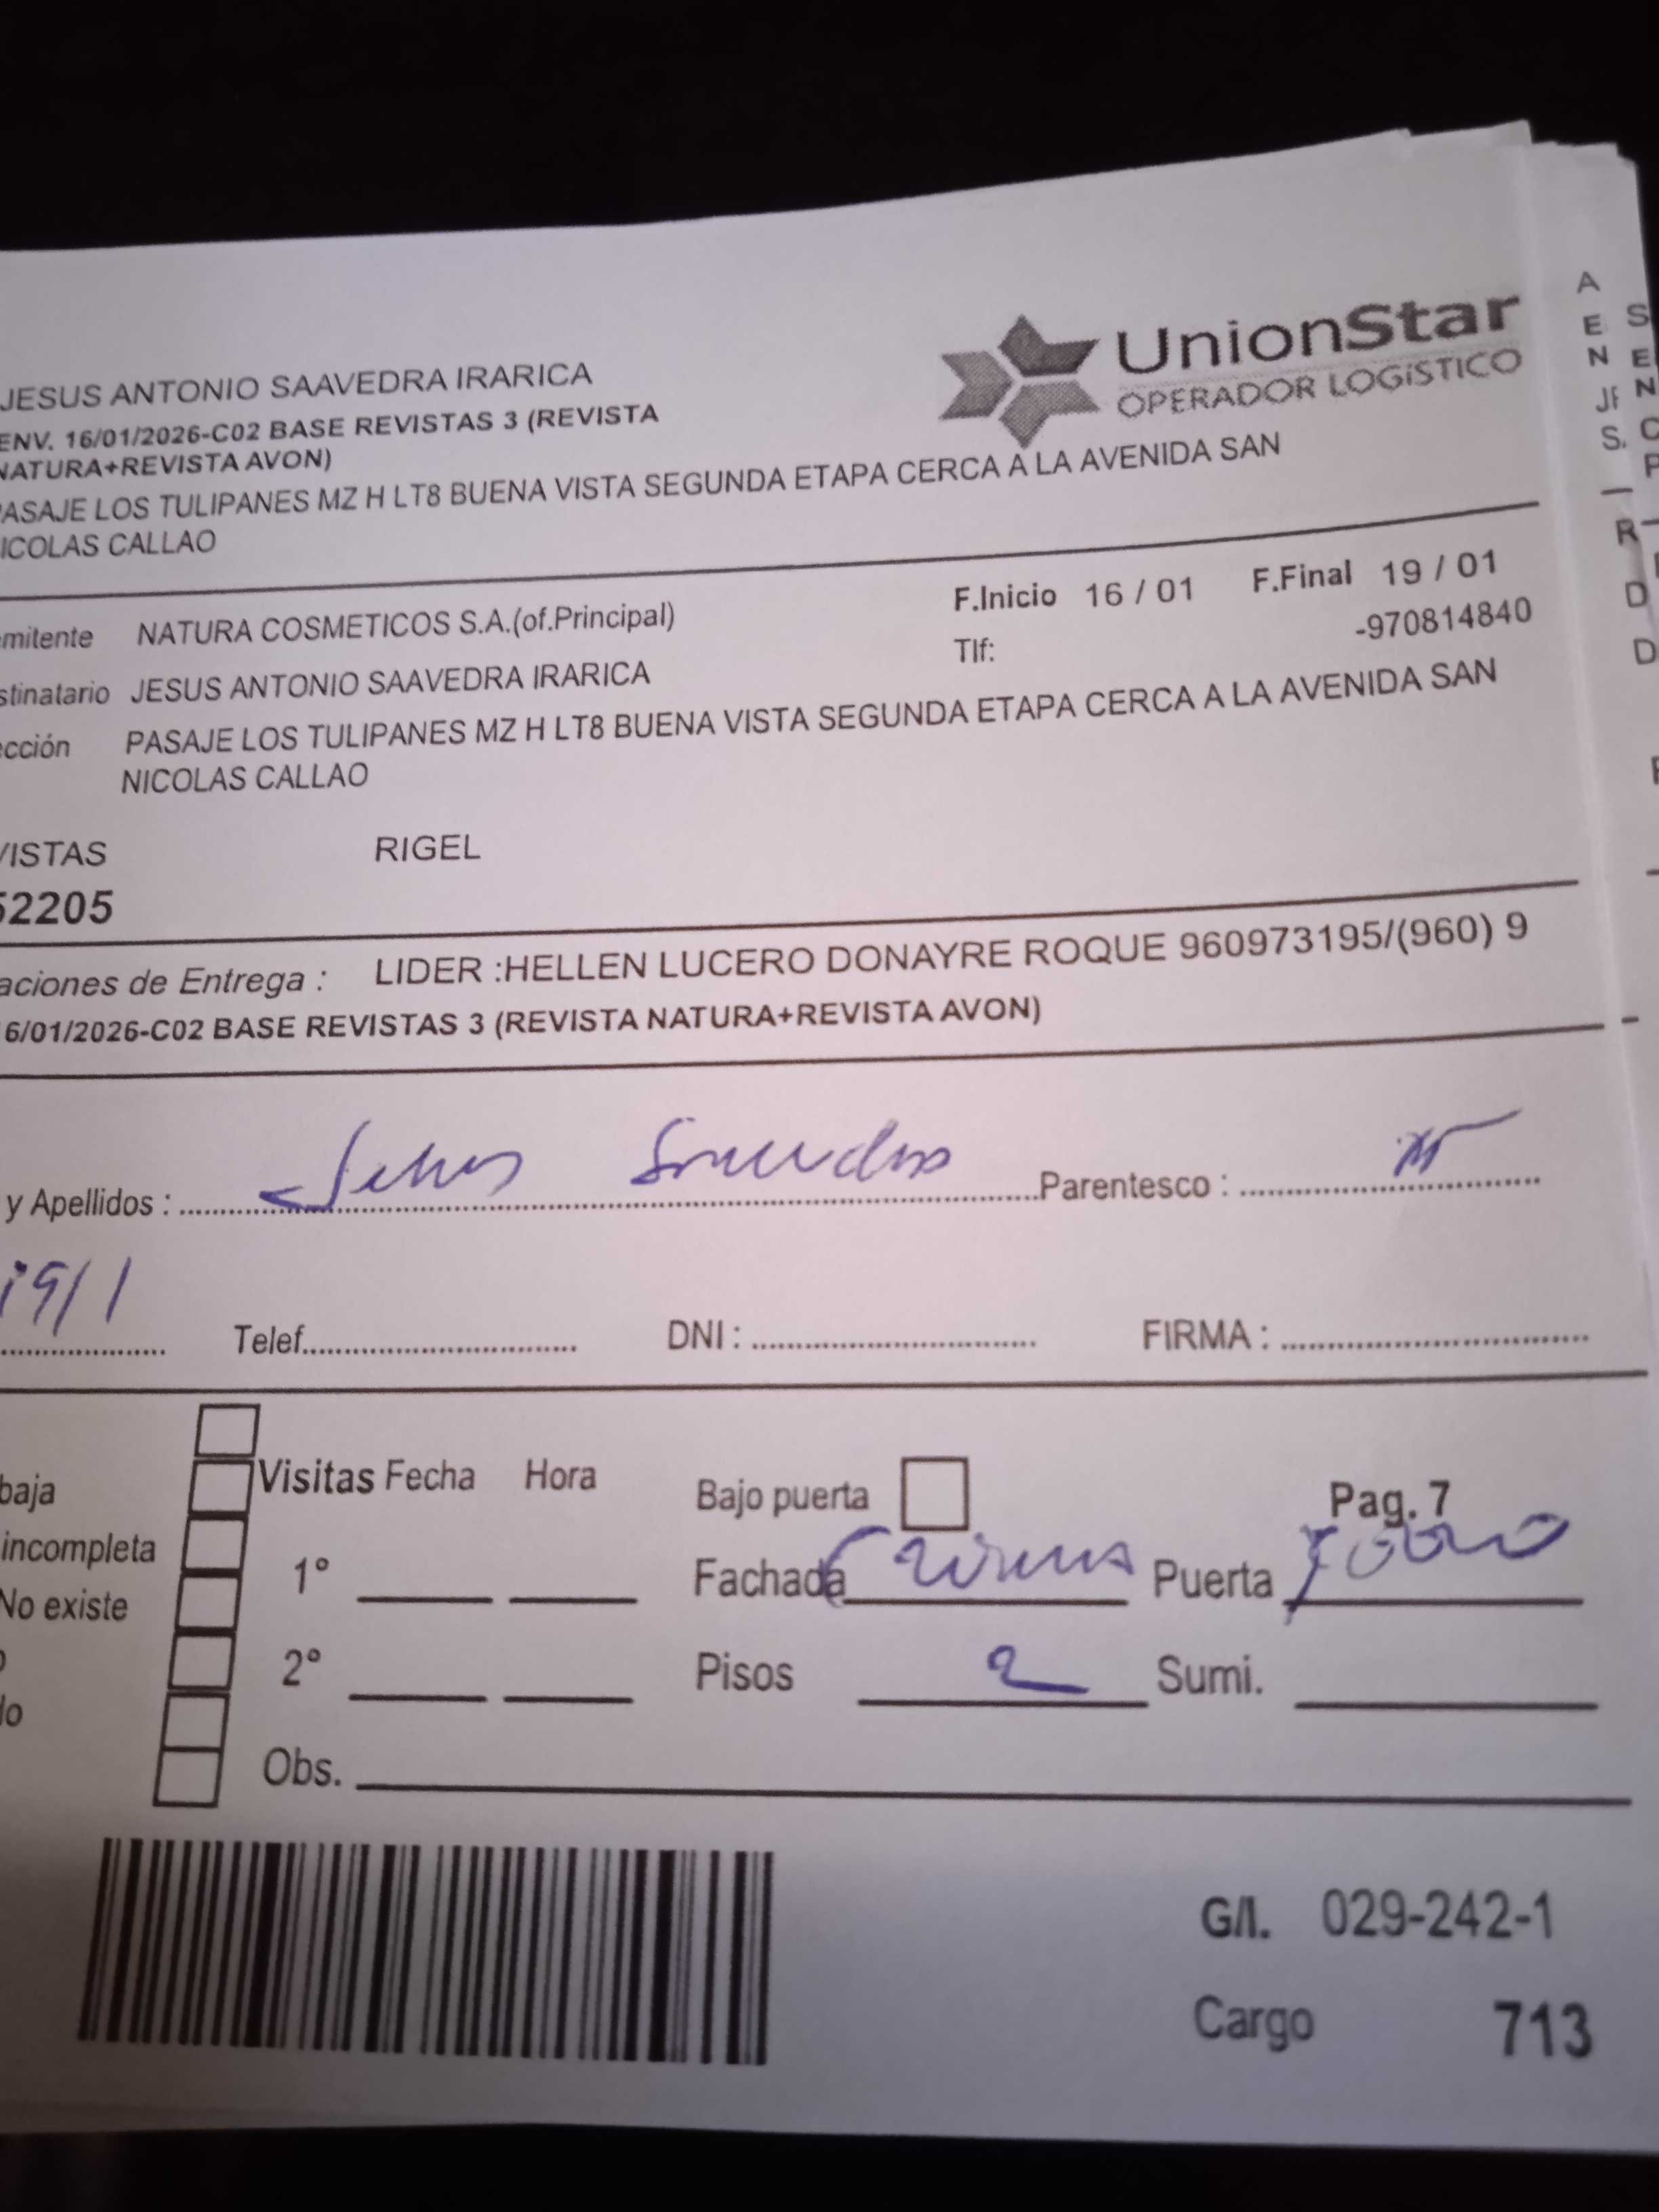 UnionStar
OPERADOR LOGíSTICO
JESUS ANTONIO SAAVEDRA IRARICA
ENV. 16/01/2026-C02 BASE REVISTAS 3 (REVISTA
NATURA+REVISTA AVON)
PASAJE LOS TULIPANES MZ H LT8 BUENA VISTA SEGUNDA ETAPA CERCA A LA AVENIDA SAN
NICOLAS CALLAO
F.Inicio 16 / 01 F.Final 19 / 01
mitente NATURA COSMETICOS S.A.(of.Principal)
Tlf: -970814840
stinatario JESUS ANTONIO SAAVEDRA IRARICA
cción PASAJE LOS TULIPANES MZ H LT8 BUENA VISTA SEGUNDA ETAPA CERCA A LA AVENIDA SAN
NICOLAS CALLAO
VISTAS RIGEL
52205
aciones de Entrega : LIDER :HELLEN LUCERO DONAYRE ROQUE 960973195/(960) 9
6/01/2026-C02 BASE REVISTAS 3 (REVISTA NATURA+REVISTA AVON)
y Apellidos : Jesus Saavedra Parentesco :
19/1 Telef. DNI : FIRMA :
Visitas Fecha Hora Bajo puerta Pag. 7
baja
incompleta 1° Fachada Puerta
No existe
2° Pisos 2 Sumi.
do
Obs.
G/I. 029-242-1
Cargo 713